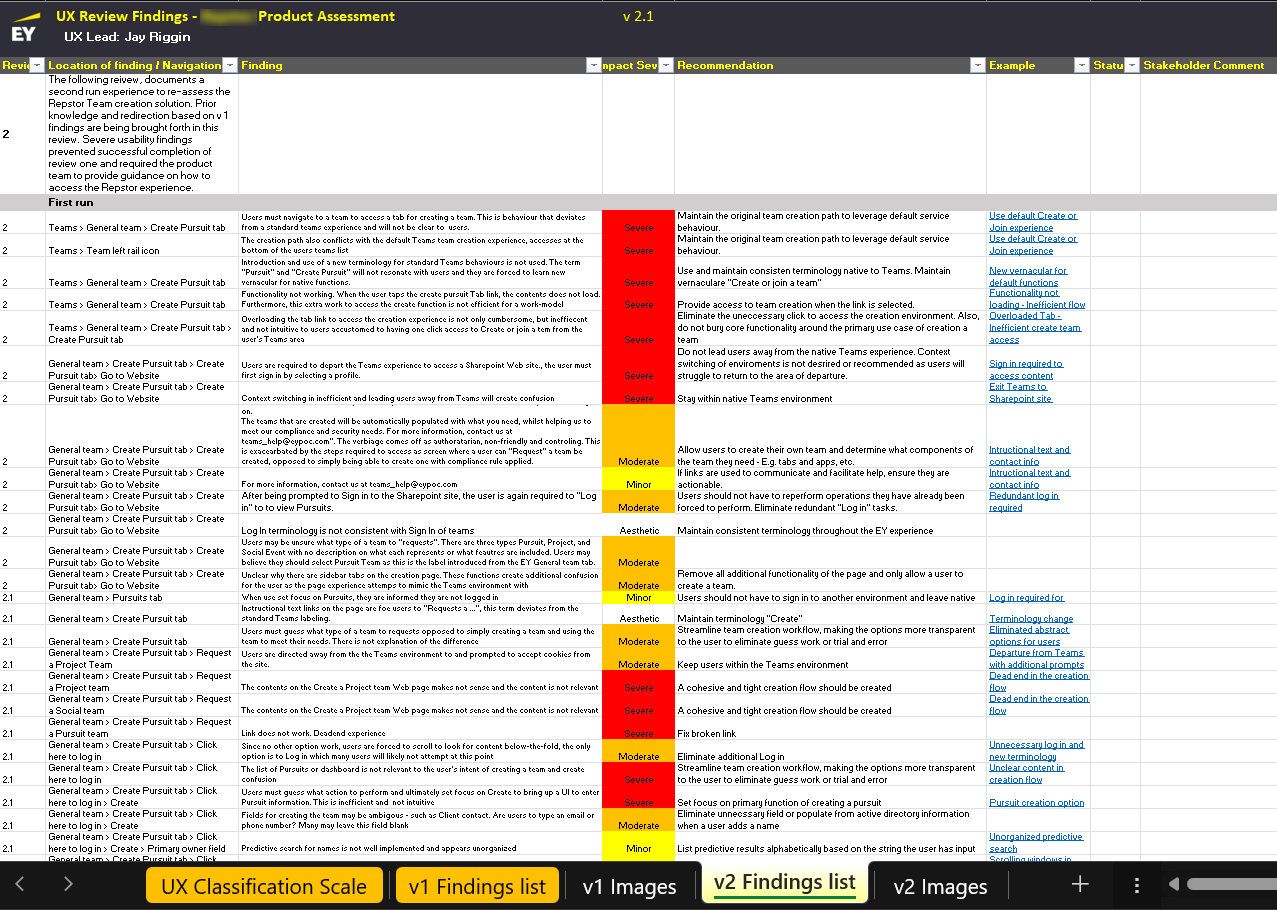 UX Review Findings - Product Assessment
v 2.1
EY
UX Lead: Jay Riggin
Revie
Location of finding / Navigation
Finding
mpact Sev
Recommendation
Example
Statu
Stakeholder Comment
2
The following reivew, documents a
second run experience to re-assess the
Repstor Team creation solution. Prior
knowledge and redirection based on v 1
findings are being brought forth in this
review. Severe usability findings
prevented successful completion of
review one and required the product
team to provide guidance on how to
access the Repstor experience.
First run
2
Teams > General team > Create Pursuit tab
Users must navigate to a team to access a tab for creating a team. This is behaviour that deviates
from a standard teams experience and will not be clear to users.
Severe
Maintain the original team creation path to leverage default service
behaviour.
Use default Create or
Join experience
2
Teams > Team left rail icon
The creation path also conflicts with the default Teams team creation experience, accesses at the
bottom of the users teams list
Severe
Maintain the original team creation path to leverage default service
behaviour.
Use default Create or
Join experience
2
Teams > General team > Create Pursuit tab
Introduction and use of a new terminology for standard Teams behaviours is not used. The term
"Pursuit" and "Create Pursuit" will not resonate with users and they are forced to learn new
vernacular for native functions.
Severe
Use and maintain consisten terminology native to Teams. Maintain
vernaculare "Create or join a team"
New vernacular for
default functions
2
Teams > General team > Create Pursuit tab
Functionality not working. When the user taps the create pursuit Tab link, the contents does not load.
Furthermore, this extra work to access the create function is not efficient for a work-model
Severe
Provide access to team creation when the link is selected.
Functionality not
loading - Inefficient flow
2
Teams > General team > Create Pursuit tab >
Create Pursuit tab
Overloading the tab link to access the creation experience is not only cumbersome, but ineffecent
and not intuitive to users accustomed to having one click access to Create or join a tem from the
user's Teams area
Severe
Eliminate the uneccessary click to access the creation environment. Also,
do not bury core functionality around the primary use case of creation a
team
Overloaded Tab -
Inefficient create team
access
2
General team > Create Pursuit tab > Create
Pursuit tab> Go to Website
Users are required to depart the Teams experience to access a Sharepoint Web site., the user must
first sign in by selecting a profile.
Severe
Do not lead users away from the native Teams experience. Context
switching of enviroments is not desrired or recommended as users will
struggle to return to the area of departure.
Sign in required to
access content
2
General team > Create Pursuit tab > Create
Pursuit tab> Go to Website
Context switching in inefficient and leading users away from Teams will create confustion
Severe
Stay within native Teams environment
Exit Teams to
Sharepoint site
2
General team > Create Pursuit tab > Create
Pursuit tab> Go to Website
on.
The teams that are created will be automatically populated with what you need, whilst helping us to
meet our compliance and security needs. For more information, contact us at
teams_help@eypoc.com". The verbiage comes off as authoratarian, non-friendly and controling. This
is exacearbated by the steps required to access as screen where a user can "Request" a team be
created, opposed to simply being able to create one with compliance rule applied.
Moderate
Allow users to create their own team and determine what components of
the team they need - E.g. tabs and apps, etc.
Intructional text and
contact info
2
General team > Create Pursuit tab > Create
Pursuit tab> Go to Website
For more information, contact us at teams_help@eypoc.com
Minor
If links are used to communicate and facilitate help, ensure they are
actionable.
Intructional text and
contact info
2
General team > Create Pursuit tab > Create
Pursuit tab> Go to Website
After being prompted to Sign in to the Sharepoint site, the user is again required to "Log
in" to to view Pursuits.
Moderate
Users should not have to reperform operations they have already been
forced to perform. Eliminate redundant "Log in" tasks.
Redundant log in
required
2
General team > Create Pursuit tab > Create
Pursuit tab> Go to Website
Log In terminology is not consistent with Sign In of teams
Aesthetic
Maintain consistent terminology throughout the EY experience
2
General team > Create Pursuit tab > Create
Pursuit tab> Go to Website
Users may be unsure what type of a team to "requests". There are three types Pursuit, Project, and
Social Event with no description on what each represents or what feautres are included. Users may
believe they should select Pursuit Team as this is the label introduced from the EY General team tab.
Moderate
2
General team > Create Pursuit tab > Create
Pursuit tab> Go to Website
Unclear why there are sidebar tabs on the creation page. These functions create additional confusion
for the user as the page experience attemps to mimic the Teams environment with
Moderate
Remove all additional functionality of the page and only allow a user to
create a team.
2.1
General team > Pursuits tab
When use set focus on Pursuits, they are informed they are not logged in
Minor
Users should not have to sign in to another environment and leave native
Log in required for
2.1
General team > Create Pursuit tab
Instructional text links on the page are foe users to "Requests a ...", this term deviates from the
standard Teams labeling.
Aesthetic
Maintain terminology "Create"
Terminology change
2.1
General team > Create Pursuit tab
Users must guess what type of a team to requests opposed to simply creating a team and using the
team to meet their needs. There is not explanation of the difference
Moderate
Streamline team creation workflow, making the options more transparent
to the user to eliminate guess work or trial and error
Eliminated abstract
options for users
2.1
General team > Create Pursuit tab > Request
a Project Team
Users are directed away from the the Teams environment to and prompted to accept cookies from
the site.
Moderate
Keep users within the Teams environment
Departure from Teams
with additional prompts
2.1
General team > Create Pursuit tab > Request
a Project team
The contents on the Create a Project team Web page makes not sense and the content is not relevant
Severe
A cohesive and tight creation flow should be created
Dead end in the creation
flow
2.1
General team > Create Pursuit tab > Request
a Social team
The contents on the Create a Project team Web page makes not sense and the content is not relevant
Severe
A cohesive and tight creation flow should be created
Dead end in the creation
flow
2.1
General team > Create Pursuit tab > Request
a Pursuit team
Link does not work. Deadend experience
Severe
Fix broken link
2.1
General team > Create Pursuit tab > Click
here to log in
Since no other option work, users are forced to scroll to look for content below-the-fold, the only
option is to Log in which many users will likely not attempt at this point
Moderate
Eliminate additional Log in
Unnecessary log in and
new terminology
2.1
General team > Create Pursuit tab > Click
here to log in
The list of Pursuits or dashboard is not relevant to the user's intent of creating a team and create
confustion
Severe
Streamline team creation workflow, making the options more transparent
to the user to eliminate guess work or trial and error
Unclear content in
creation flow
2.1
General team > Create Pursuit tab > Click
here to log in > Create
Users must guess what action to perform and ultimately set focus on Create to bring up a UI to enter
Pursuit information. This is inefficient and not intuitive
Severe
Set focus on primary function of creating a pursuit
Pursuit creation option
2.1
General team > Create Pursuit tab > Click
here to log in > Create
Fields for creating the team may be ambigous - such as Client contact. Are users to type an email or
phone number? Many may leave this field blank
Moderate
Eliminate unnecssary field or populate from active directory information
when a user adds a name
2.1
General team > Create Pursuit tab > Click
here to log in > Create > Primary owner field
Predictive search for names is not well implemented and appears unorganized
Minor
List predictive results alphabetically based on the string the user has input
Unorganized predictive
search
General team > Create Pursuit tab > Click
Scrolling windows in
UX Classification Scale
v1 Findings list
v1 Images
v2 Findings list
v2 Images